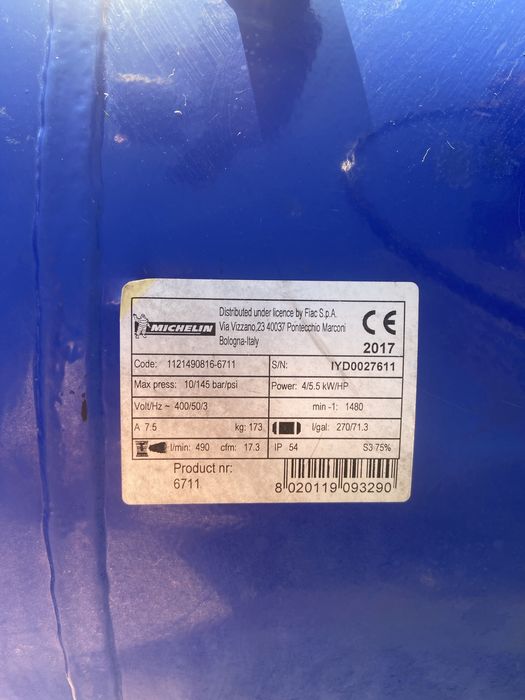 MICHELIN
Distributed under licence by Fiac S.p.A.
Via Vizzano,23 40037 Pontecchio Marconi
Bologna-Italy
CE
2017
Code: 1121490816-6711 S/N: IYD0027611
Max press: 10/145 bar/psi Power: 4/5.5 kW/HP
Volt/Hz ~ 400/50/3 min -1: 1480
A 7.5 kg: 173 l/gal: 270/71.3
l/min: 490 cfm: 17.3 IP 54 S3 75%
Product nr:
6711
8 020119 093290